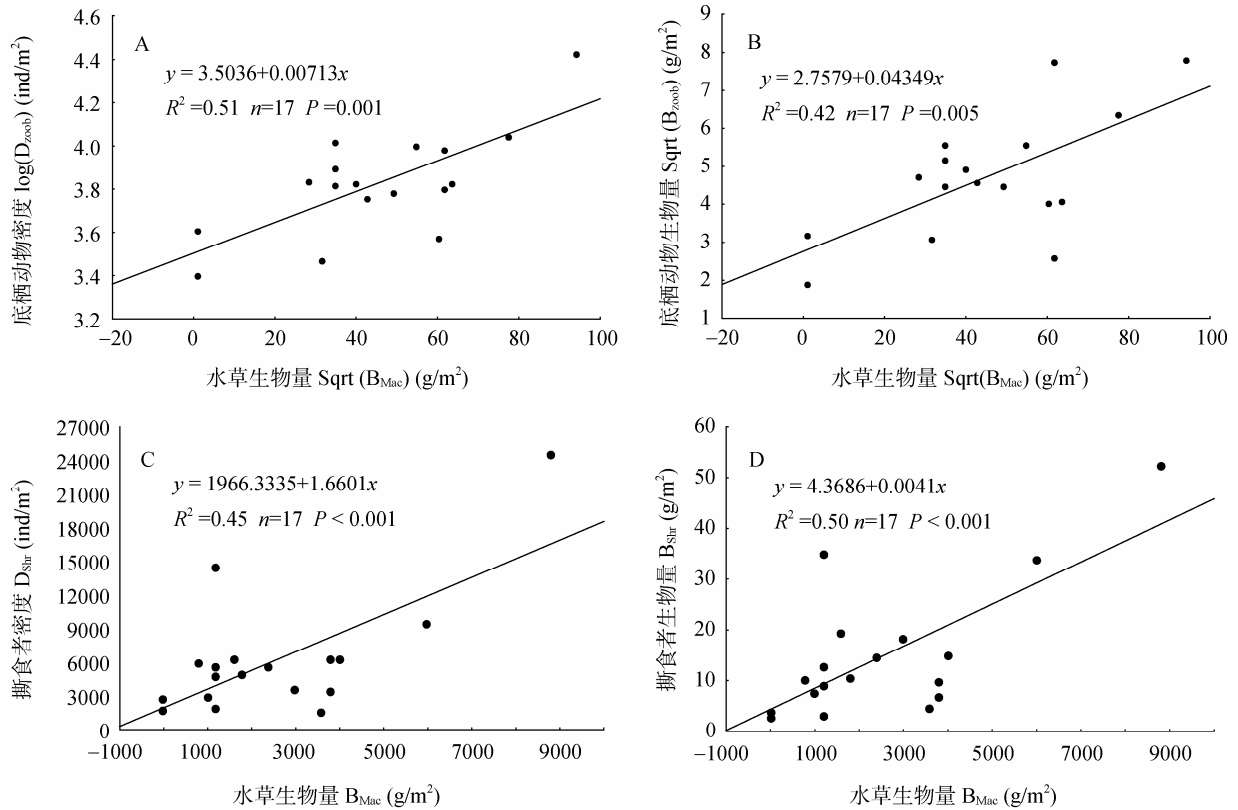 A
y = 3.5036+0.00713x
R² =0.51 n=17 P =0.001
底栖动物密度 log(Dzoob) (ind/m²)
4.6
4.4
4.2
4.0
3.8
3.6
3.4
3.2
−20 0 20 40 60 80 100
水草生物量 Sqrt (BMac) (g/m²)
B
y = 2.7579+0.04349x
R² =0.42 n=17 P =0.005
底栖动物生物量 Sqrt (Bzoob) (g/m²)
9
8
7
6
5
4
3
2
1
−20 0 20 40 60 80 100
水草生物量 Sqrt(BMac) (g/m²)
C
y = 1966.3335+1.6601x
R² =0.45 n=17 P < 0.001
撕食者密度 DShr (ind/m²)
27000
24000
21000
18000
15000
12000
9000
6000
3000
0
−1000 1000 3000 5000 7000 9000
水草生物量 BMac (g/m²)
D
y = 4.3686+0.0041x
R² =0.50 n=17 P < 0.001
撕食者生物量 BShr (g/m²)
60
50
40
30
20
10
0
−1000 1000 3000 5000 7000 9000
水草生物量 BMac (g/m²)